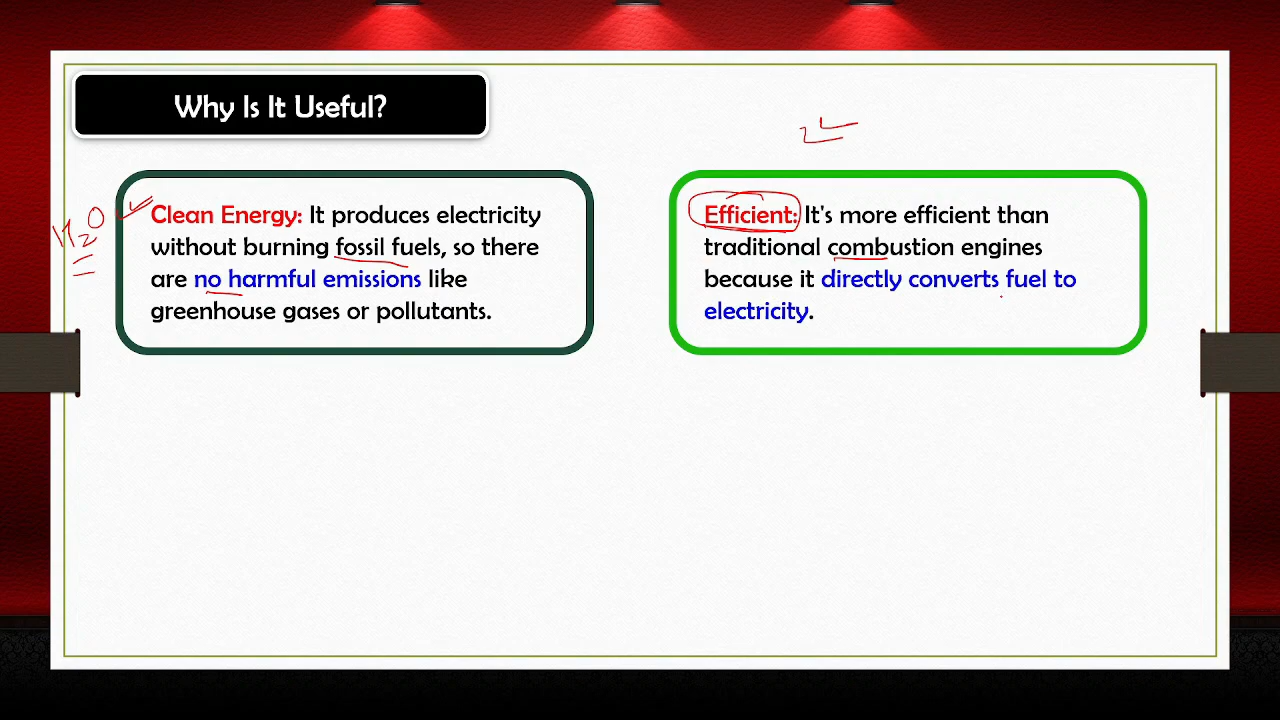 Why Is It Useful?
H2O
Clean Energy: It produces electricity
without burning fossil fuels, so there
are no harmful emissions like
greenhouse gases or pollutants.
Efficient: It's more efficient than
traditional combustion engines
because it directly converts fuel to
electricity.